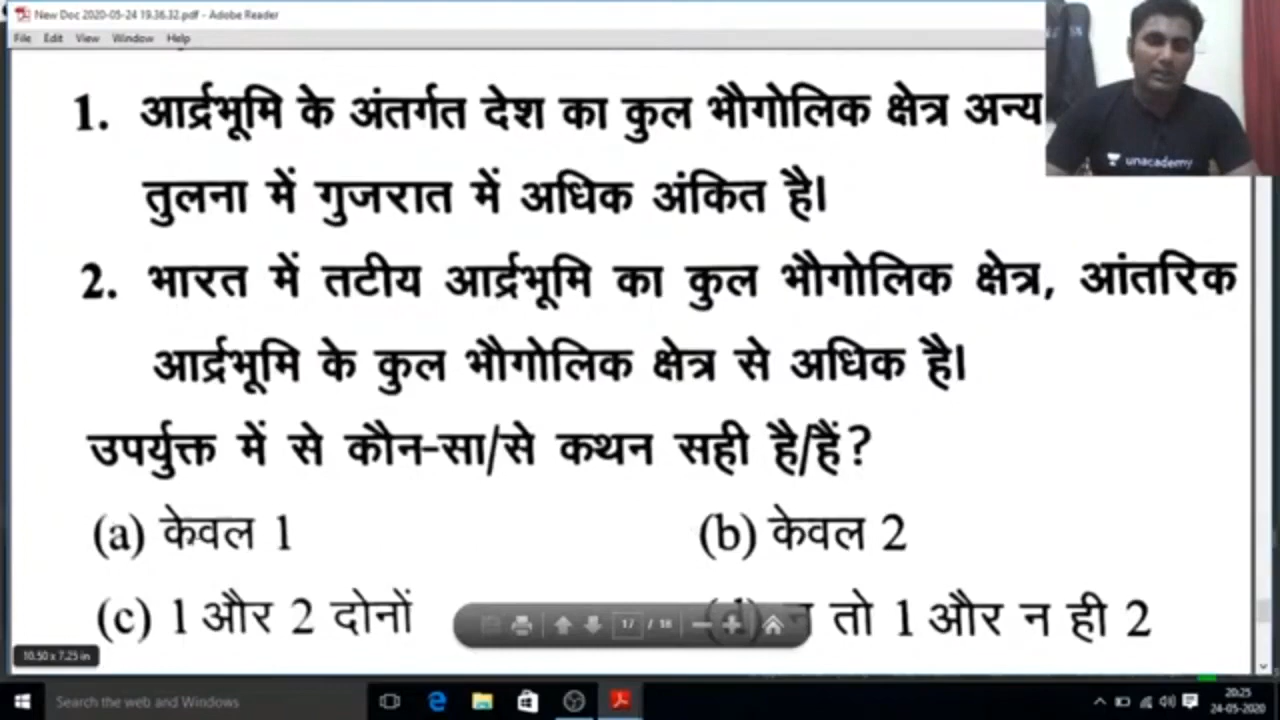 New Doc 2020-05-24 19.36.32.pdf - Adobe Reader
File Edit View Window Help
1. आर्द्रभूमि के अंतर्गत देश का कुल भौगोलिक क्षेत्र अन्य
तुलना में गुजरात में अधिक अंकित है।
unacademy
2. भारत में तटीय आर्द्रभूमि का कुल भौगोलिक क्षेत्र, आंतरिक
आर्द्रभूमि के कुल भौगोलिक क्षेत्र से अधिक है।
उपर्युक्त में से कौन-सा/से कथन सही है/हैं?
(a) केवल 1 (b) केवल 2
(c) 1 और 2 दोनों (d) तो 1 और न ही 2
17 / 18
10.50 x 7.25 in
Search the web and Windows
20:25
24-05-2020